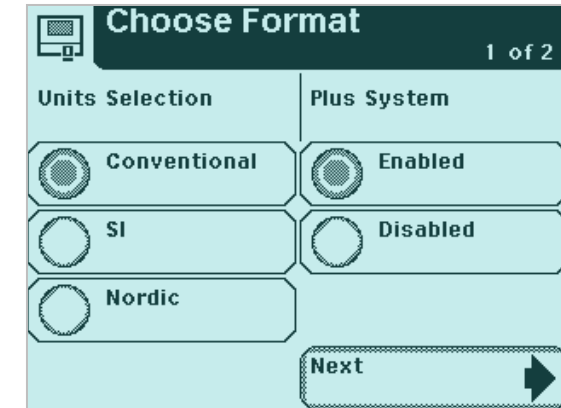 Choose Format
1 of 2
Units Selection
Plus System
Conventional
Enabled
SI
Disabled
Nordic
Next